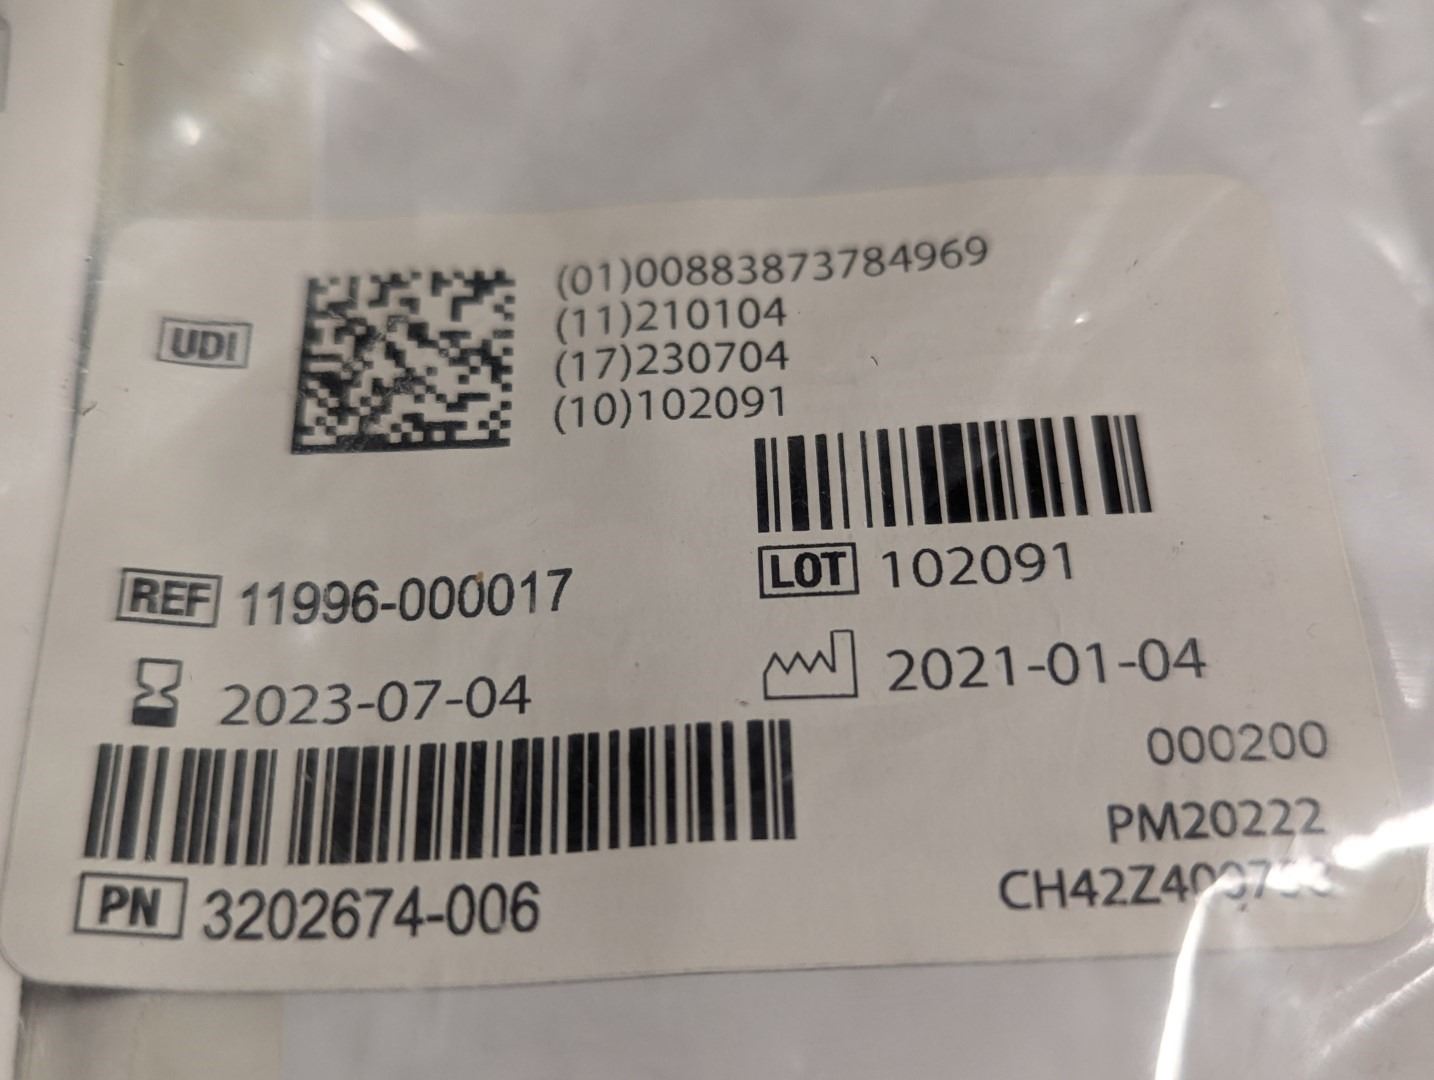 UDI
(01)00883873784969
(11)210104
(17)230704
(10)102091
LOT 102091
REF 11996-000017
2023-07-04
2021-01-04
000200
PM20222
PN 3202674-006